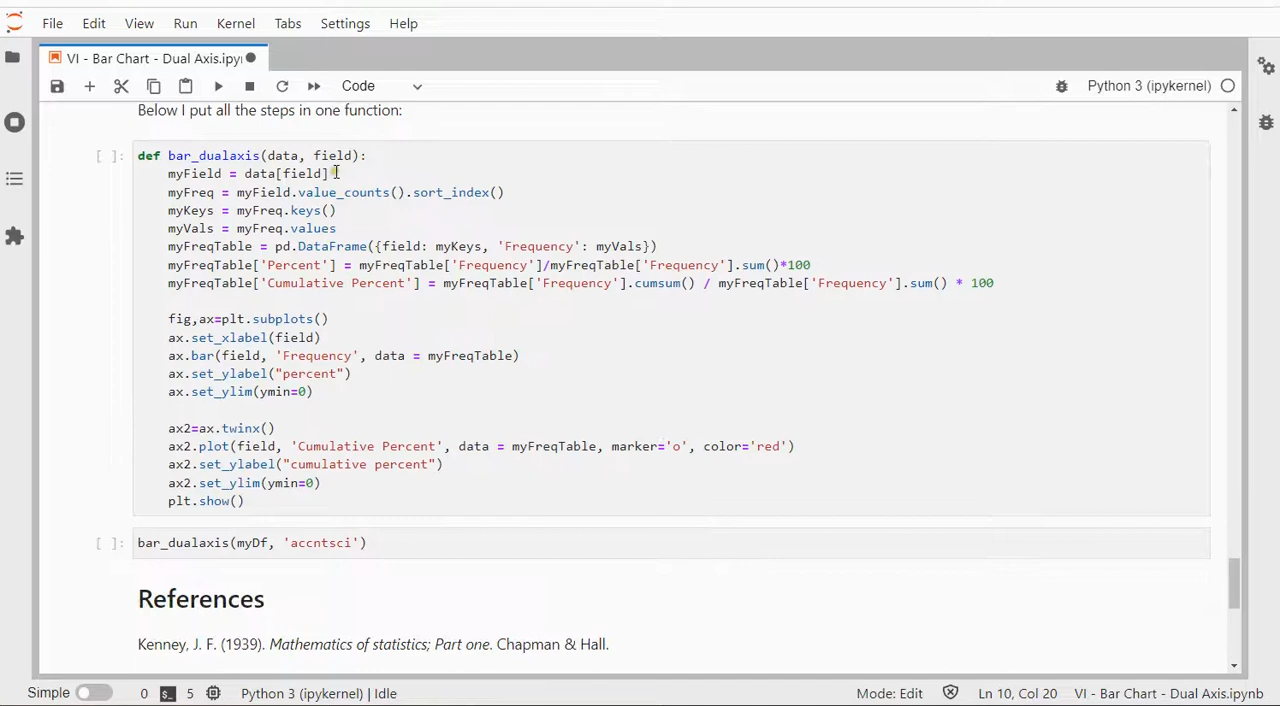 File Edit View Run Kernel Tabs Settings Help
VI - Bar Chart - Dual Axis.ipyn
Code Python 3 (ipykernel)
Below I put all the steps in one function:
[ ]: def bar_dualaxis(data, field):
myField = data[field]
myFreq = myField.value_counts().sort_index()
myKeys = myFreq.keys()
myVals = myFreq.values
myFreqTable = pd.DataFrame({field: myKeys, 'Frequency': myVals})
myFreqTable['Percent'] = myFreqTable['Frequency']/myFreqTable['Frequency'].sum()*100
myFreqTable['Cumulative Percent'] = myFreqTable['Frequency'].cumsum() / myFreqTable['Frequency'].sum() * 100
fig,ax=plt.subplots()
ax.set_xlabel(field)
ax.bar(field, 'Frequency', data = myFreqTable)
ax.set_ylabel("percent")
ax.set_ylim(ymin=0)
ax2=ax.twinx()
ax2.plot(field, 'Cumulative Percent', data = myFreqTable, marker='o', color='red')
ax2.set_ylabel("cumulative percent")
ax2.set_ylim(ymin=0)
plt.show()
[ ]: bar_dualaxis(myDf, 'accntsci')
References
Kenney, J. F. (1939). Mathematics of statistics; Part one. Chapman & Hall.
Simple 0 5 Python 3 (ipykernel) | Idle Mode: Edit Ln 10, Col 20 VI - Bar Chart - Dual Axis.ipynb